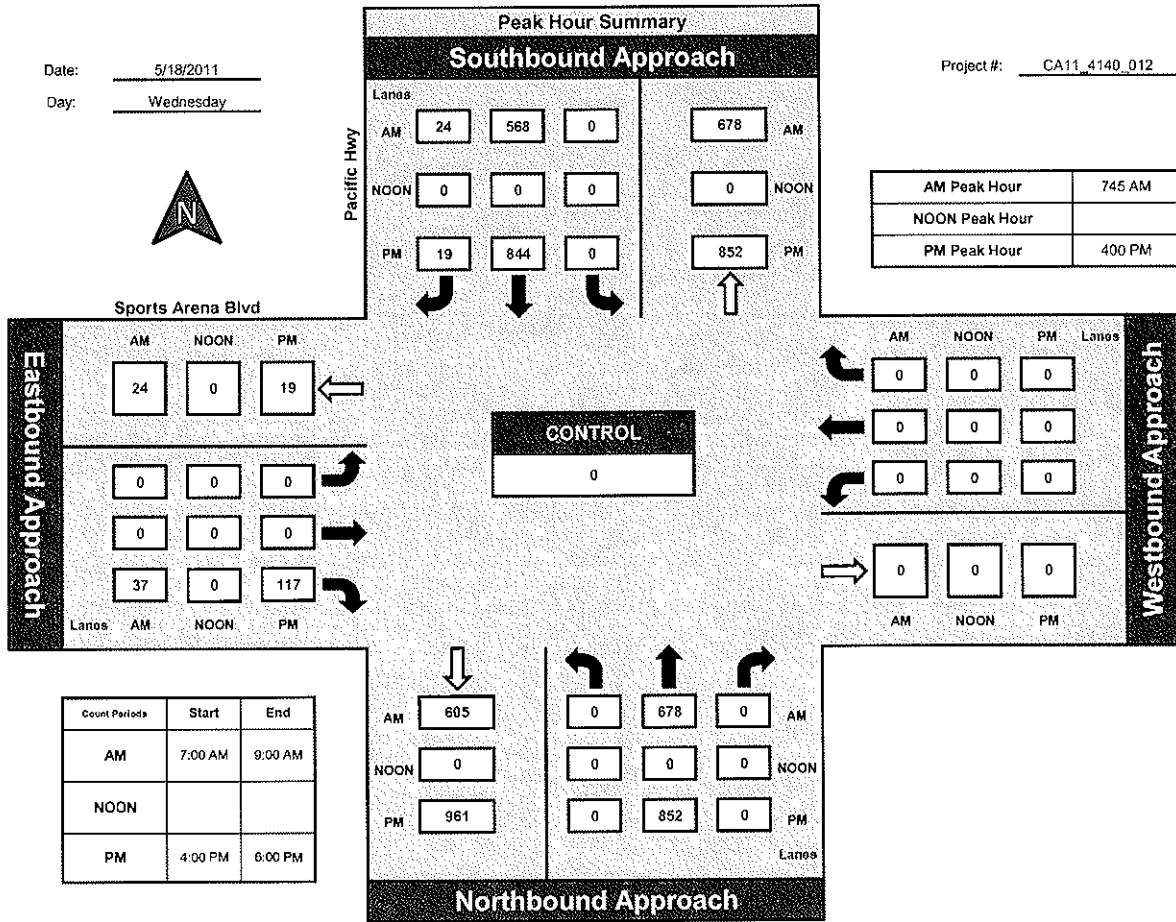 Peak Hour Summary
Southbound Approach
Date: 5/18/2011
Project #: CA11_4140_012
Day: Wednesday
Pacific Hwy
Lanes
AM 24 568 0 678 AM
NOON 0 0 0 0 NOON
PM 19 844 0 852 PM
N
AM Peak Hour 745 AM
NOON Peak Hour
PM Peak Hour 400 PM
Sports Arena Blvd
Eastbound Approach
AM NOON PM
24 0 19
0 0 0
0 0 0
37 0 117
Lanes AM NOON PM
CONTROL
0
AM NOON PM Lanes
0 0 0
0 0 0
0 0 0
0 0 0
AM NOON PM
Westbound Approach
Count Periods Start End
AM 7:00 AM 9:00 AM
NOON
PM 4:00 PM 6:00 PM
AM 605 0 678 0 AM
NOON 0 0 0 0 NOON
PM 961 0 852 0 PM
Lanes
Northbound Approach